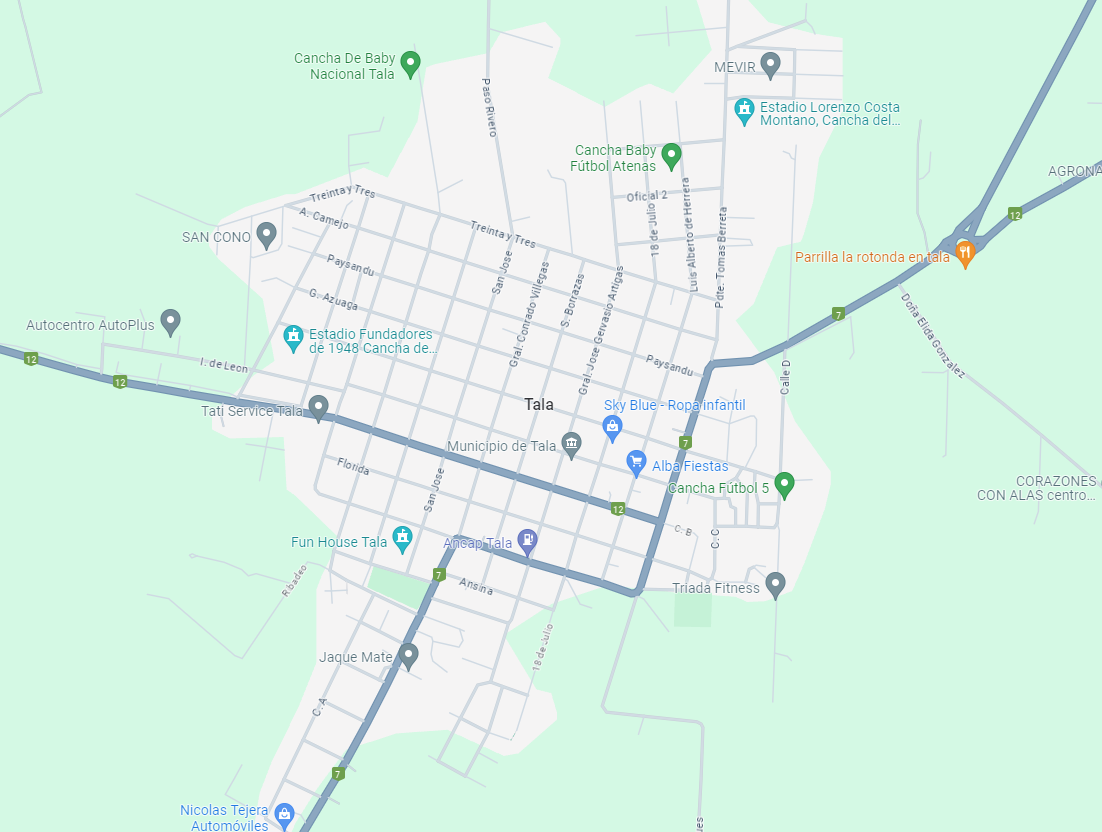 Cancha De Baby
Nacional Tala
MEVIR
Paso Rivero
Estadio Lorenzo Costa
Montano, Cancha del...
Cancha Baby
Fútbol Atenas
AGRONA
Treinta y Tres
Oficial 2
A. Camejo
18 de Julio
Luis Alberto de Herrera
Pdte. Tomas Berreta
12
SAN CONO
Treinta y Tres
Parrilla la rotonda en tala
Paysandu
San Jose
Gral. Conrado Villegas
S. Borrazas
Gral. Jose Gervasio Artigas
G. Azuaga
7
Doña Elida Gonzalez
Autocentro AutoPlus
Estadio Fundadores
de 1948 Cancha de...
12
I. de Leon
Paysandu
Calle D
12
Tala
Sky Blue - Ropa infantil
Tati Service Tala
Municipio de Tala
7
Alba Fiestas
Florida
San Jose
Cancha Fútbol 5
CORAZONES
CON ALAS centro...
12
C. B
C. C
Fun House Tala
Ancap Tala
7
Ansina
Ribadeo
Triada Fitness
18 de Julio
Jaque Mate
C. A
7
Nicolas Tejera
Automóviles